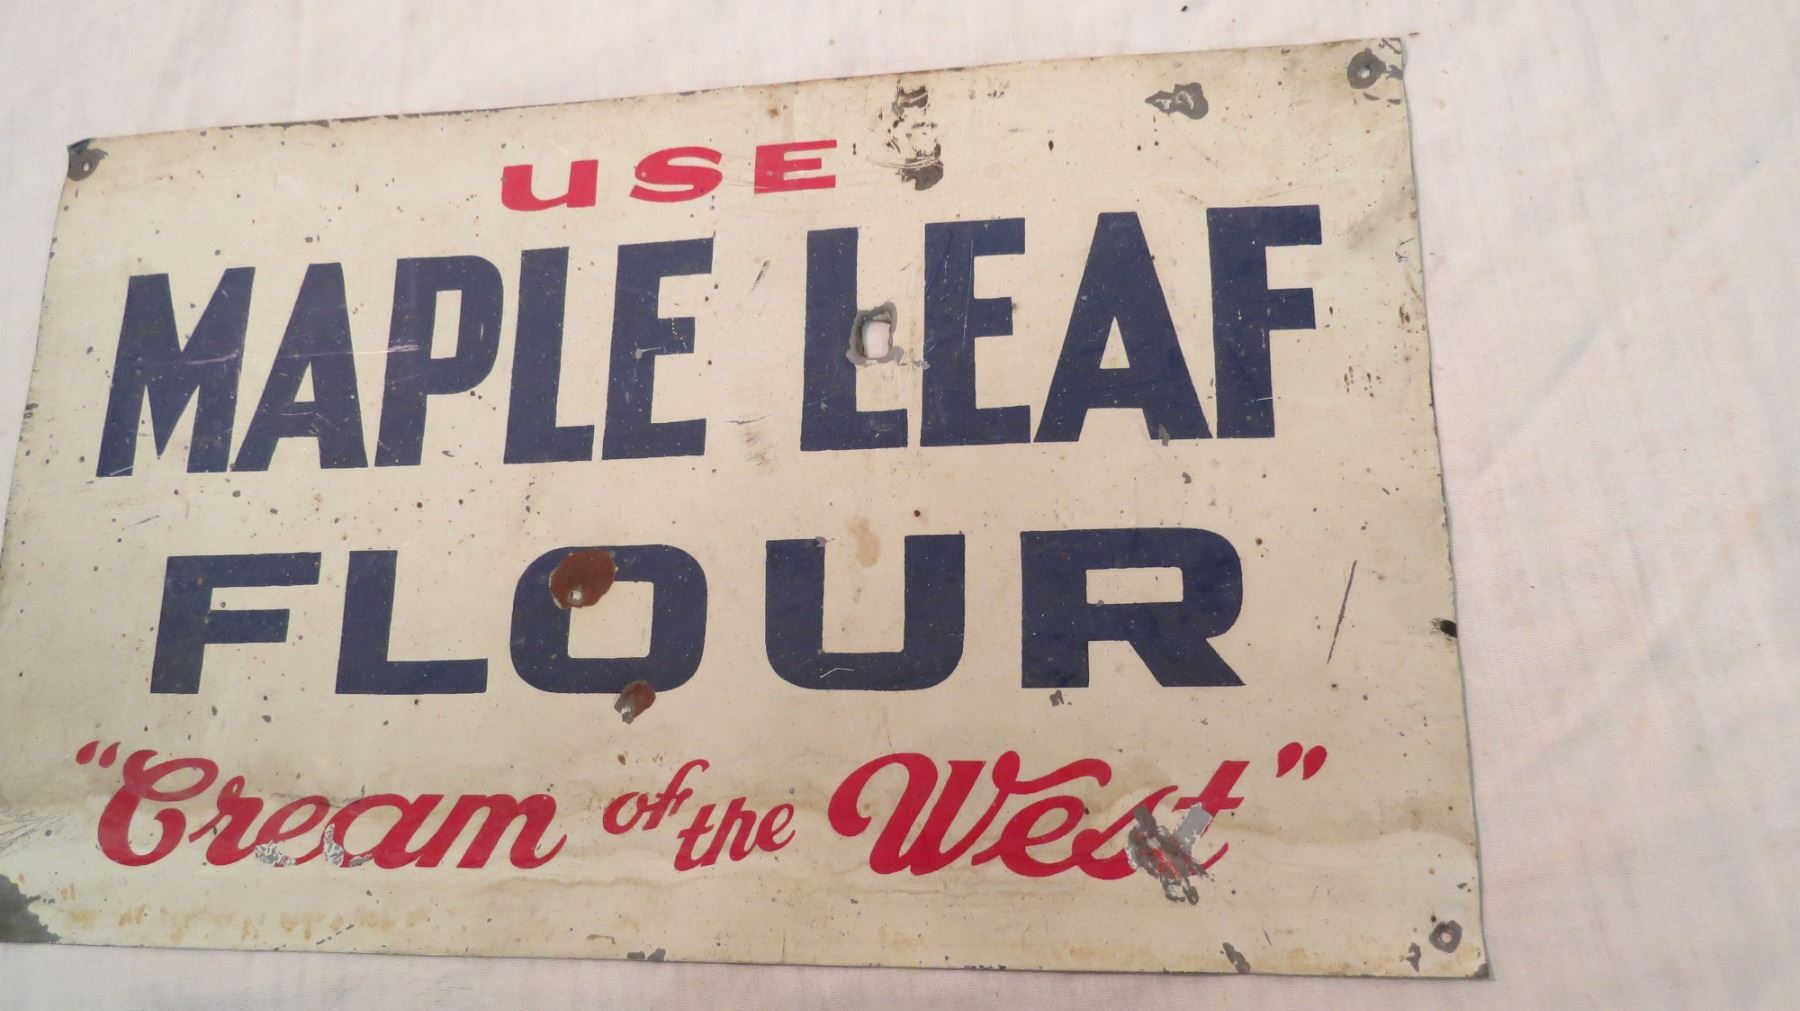 USE
MAPLE LEAF
FLOUR
"Cream of the West"